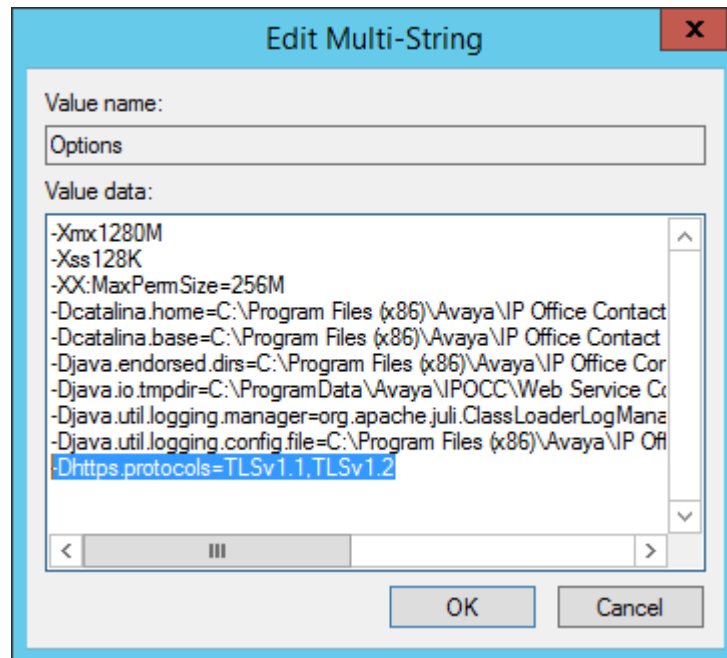 Edit Multi-String
x
Value name:
Options
Value data:
-Xmx1280M
-Xss128K
-XX:MaxPermSize=256M
-Dcatalina.home=C:\Program Files (x86)\Avaya\IP Office Contact
-Dcatalina.base=C:\Program Files (x86)\Avaya\IP Office Contact
-Djava.endorsed.dirs=C:\Program Files (x86)\Avaya\IP Office Cor
-Djava.io.tmpdir=C:\ProgramData\Avaya\IPOCC\Web Service Co
-Djava.util.logging.manager=org.apache.juli.ClassLoaderLogMana
-Djava.util.logging.config.file=C:\Program Files (x86)\Avaya\IP Off
-Dhttps.protocols=TLSv1.1,TLSv1.2
OK
Cancel